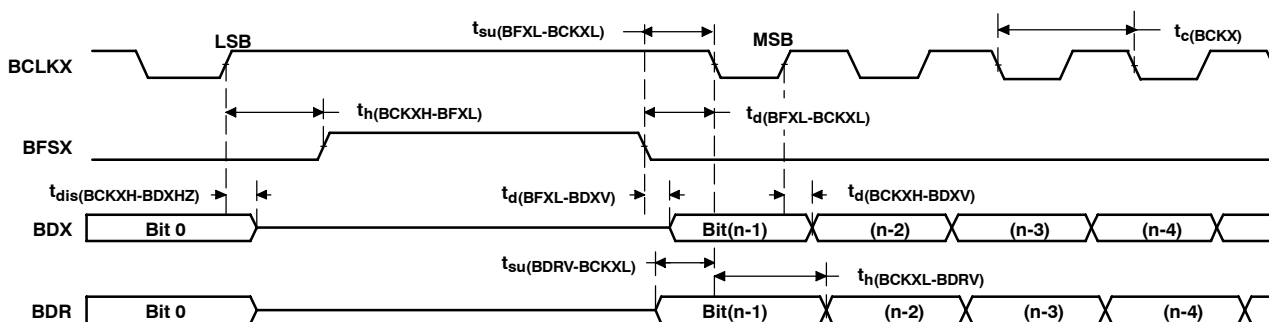 t su(BFXL-BCKXL)
LSB MSB t c(BCKX)
BCLKX
t h(BCKXH-BFXL) t d(BFXL-BCKXL)
BFSX
t dis(BCKXH-BDXHZ) t d(BFXL-BDXV) t d(BCKXH-BDXV)
BDX Bit 0 Bit(n-1) (n-2) (n-3) (n-4)
t su(BDRV-BCKXL) t h(BCKXL-BDRV)
BDR Bit 0 Bit(n-1) (n-2) (n-3) (n-4)